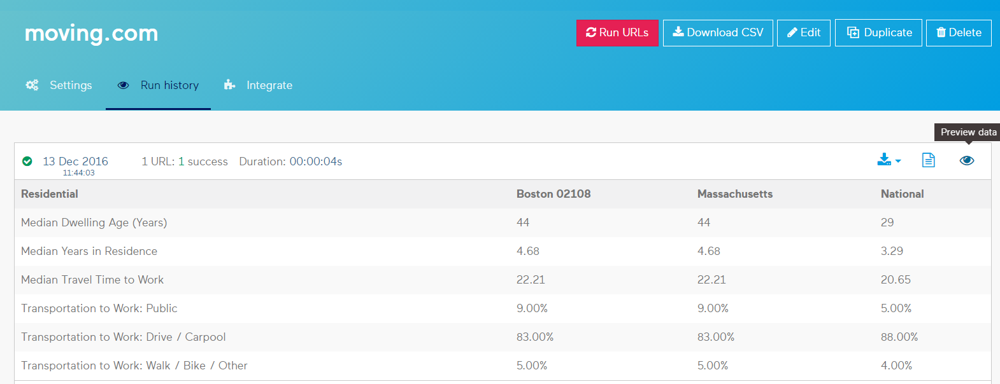 moving.com
Run URLs Download CSV Edit Duplicate Delete
Settings Run history Integrate
Preview data
13 Dec 2016 1 URL: 1 success Duration: 00:00:04s
11:44:03
Residential Boston 02108 Massachusetts National
Median Dwelling Age (Years) 44 44 29
Median Years in Residence 4.68 4.68 3.29
Median Travel Time to Work 22.21 22.21 20.65
Transportation to Work: Public 9.00% 9.00% 5.00%
Transportation to Work: Drive / Carpool 83.00% 83.00% 88.00%
Transportation to Work: Walk / Bike / Other 5.00% 5.00% 4.00%